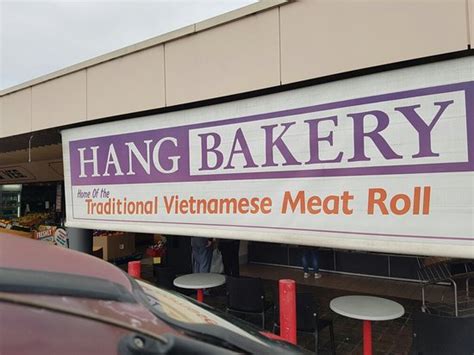 HANG BAKERY
Home Of the
Traditional Vietnamese Meat Roll